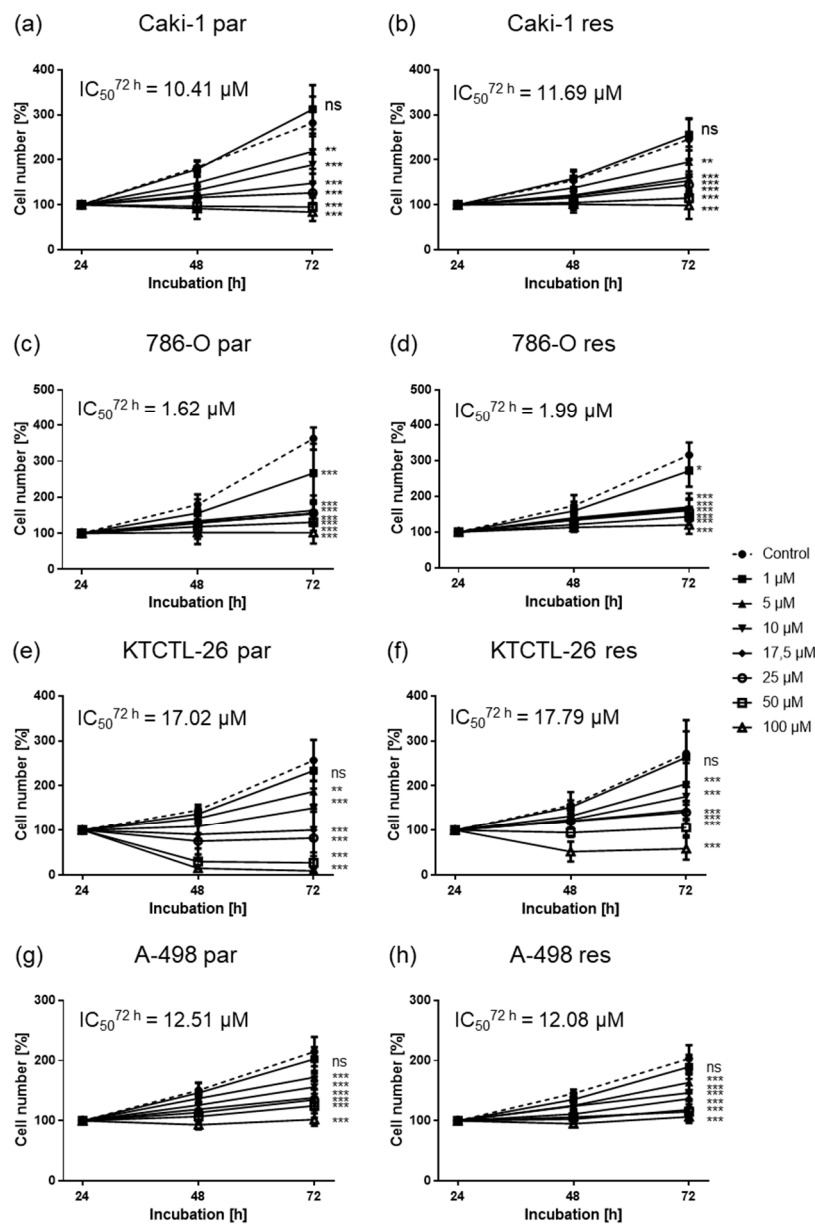 (a) Caki-1 par
IC50 72 h = 10.41 µM
Cell number [%]
400
300
200
100
0
ns
**
***
***
***
***
***
24 48 72
Incubation [h]
(b) Caki-1 res
IC50 72 h = 11.69 µM
Cell number [%]
400
300
200
100
0
ns
**
***
***
***
***
***
24 48 72
Incubation [h]
(c) 786-O par
IC50 72 h = 1.62 µM
Cell number [%]
500
400
300
200
100
0
***
***
***
***
***
***
***
24 48 72
Incubation [h]
(d) 786-O res
IC50 72 h = 1.99 µM
Cell number [%]
500
400
300
200
100
0
*
***
***
***
***
***
***
24 48 72
Incubation [h]
Control
1 µM
5 µM
10 µM
17,5 µM
25 µM
50 µM
100 µM
(e) KTCTL-26 par
IC50 72 h = 17.02 µM
Cell number [%]
400
300
200
100
0
ns
**
***
***
***
***
***
24 48 72
Incubation [h]
(f) KTCTL-26 res
IC50 72 h = 17.79 µM
Cell number [%]
400
300
200
100
0
ns
***
***
***
***
***
***
24 48 72
Incubation [h]
(g) A-498 par
IC50 72 h = 12.51 µM
Cell number [%]
300
200
100
0
ns
***
***
***
***
***
***
24 48 72
Incubation [h]
(h) A-498 res
IC50 72 h = 12.08 µM
Cell number [%]
300
200
100
0
ns
***
***
***
***
***
***
24 48 72
Incubation [h]